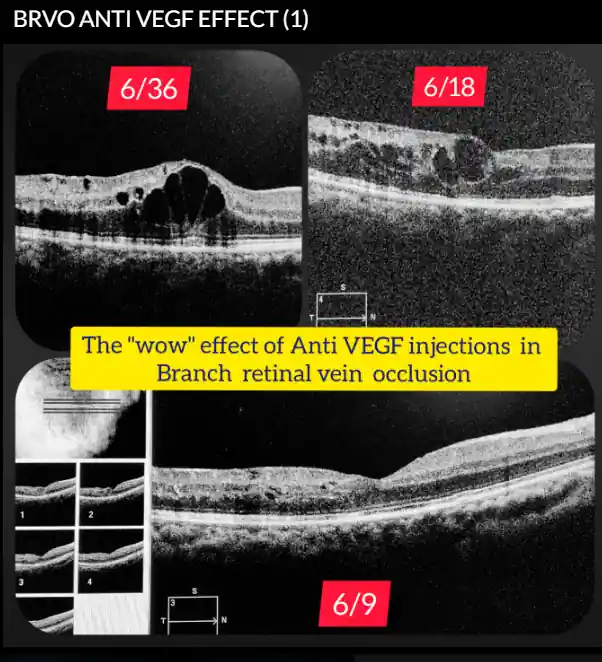 BRVO ANTI VEGF EFFECT (1)
6/36
6/18
S
4
T N
The "wow" effect of Anti VEGF injections in
Branch retinal vein occlusion
1 2
3 4
S
3
T N
6/9